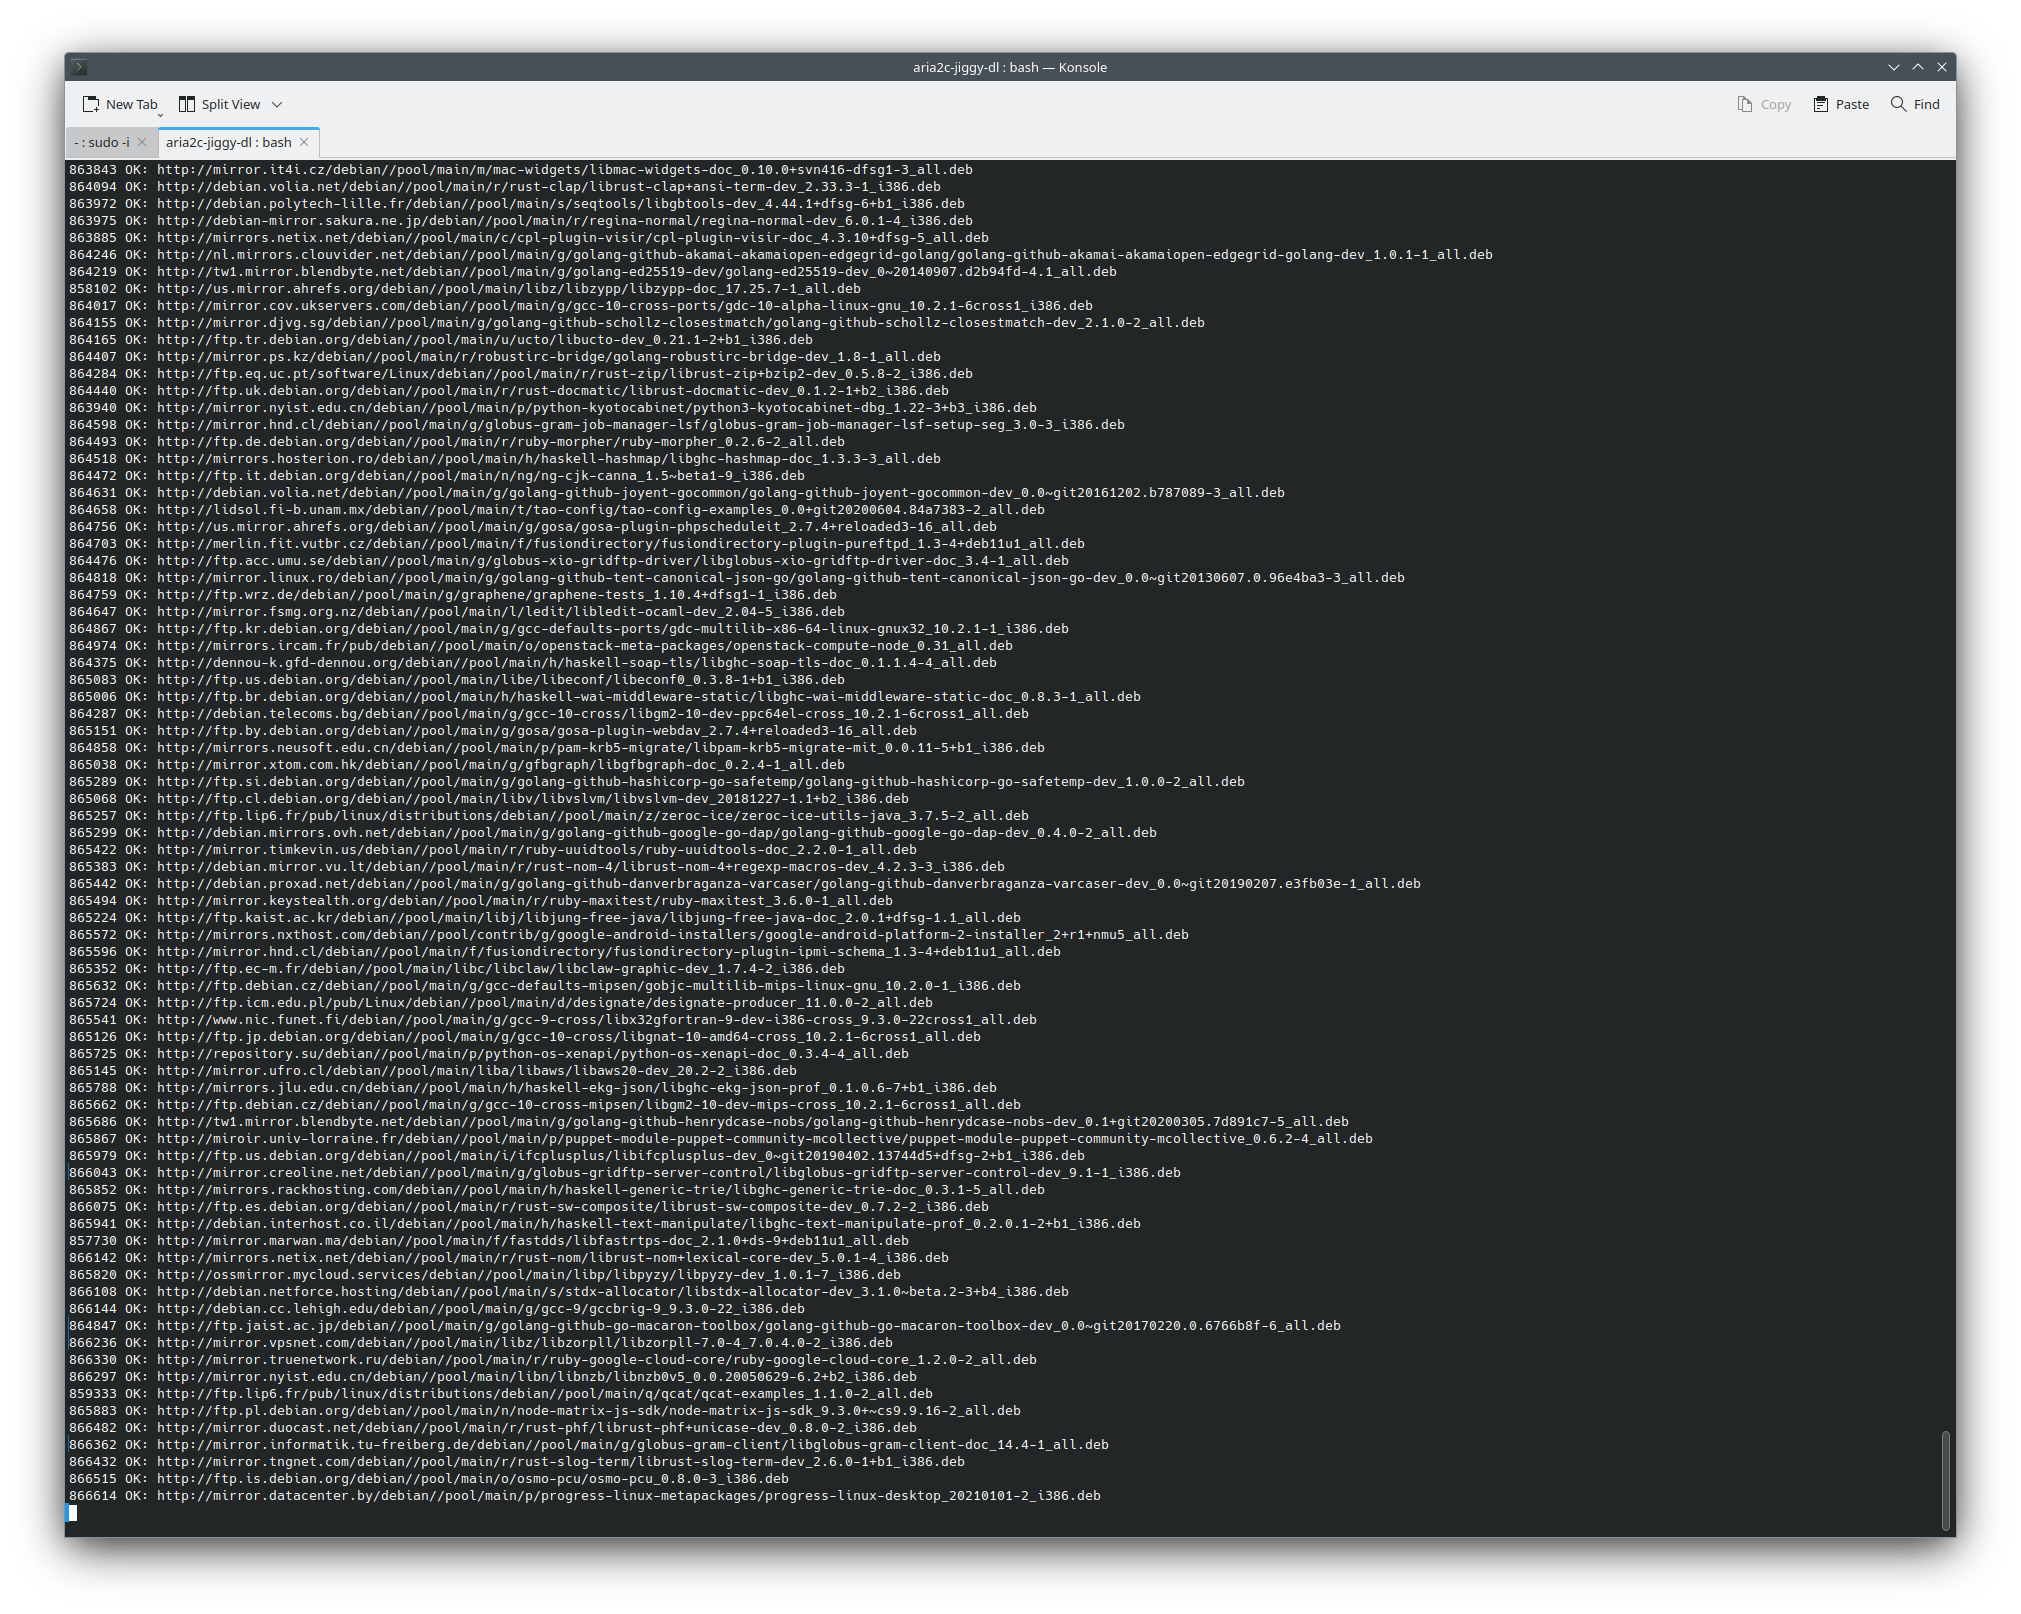 aria2c-jiggy-dl : bash — Konsole
New Tab Split View Copy Paste Find
- : sudo -i aria2c-jiggy-dl : bash
863843 OK: http://mirror.it4i.cz/debian//pool/main/m/mac-widgets/libmac-widgets-doc_0.10.0+svn416-dfsg1-3_all.deb
864094 OK: http://debian.volia.net/debian//pool/main/r/rust-clap/librust-clap+ansi-term-dev_2.33.3-1_i386.deb
863972 OK: http://debian.polytech-lille.fr/debian//pool/main/s/seqtools/libgbtools-dev_4.44.1+dfsg-6+b1_i386.deb
863975 OK: http://debian-mirror.sakura.ne.jp/debian//pool/main/r/regina-normal/regina-normal-dev_6.0.1-4_i386.deb
863885 OK: http://mirrors.netix.net/debian//pool/main/c/cpl-plugin-visir/cpl-plugin-visir-doc_4.3.10+dfsg-5_all.deb
864246 OK: http://nl.mirrors.clouvider.net/debian//pool/main/g/golang-github-akamai-akamaiopen-edgegrid-golang/golang-github-akamai-akamaiopen-edgegrid-golang-dev_1.0.1-1_all.deb
864219 OK: http://tw1.mirror.blendbyte.net/debian//pool/main/g/golang-ed25519-dev/golang-ed25519-dev_0~20140907.d2b94fd-4.1_all.deb
858102 OK: http://us.mirror.ahrefs.org/debian//pool/main/libz/libzypp/libzypp-doc_17.25.7-1_all.deb
864017 OK: http://mirror.cov.ukservers.com/debian//pool/main/g/gcc-10-cross-ports/gdc-10-alpha-linux-gnu_10.2.1-6cross1_i386.deb
864155 OK: http://mirror.djvg.sg/debian//pool/main/g/golang-github-schollz-closestmatch/golang-github-schollz-closestmatch-dev_2.1.0-2_all.deb
864165 OK: http://ftp.tr.debian.org/debian//pool/main/u/ucto/libucto-dev_0.21.1-2+b1_i386.deb
864407 OK: http://mirror.ps.kz/debian//pool/main/r/robustirc-bridge/golang-robustirc-bridge-dev_1.8-1_all.deb
864284 OK: http://ftp.eq.uc.pt/software/Linux/debian//pool/main/r/rust-zip/librust-zip+bzip2-dev_0.5.8-2_i386.deb
864440 OK: http://ftp.uk.debian.org/debian//pool/main/r/rust-docmatic/librust-docmatic-dev_0.1.2-1+b2_i386.deb
863940 OK: http://mirror.nyist.edu.cn/debian//pool/main/p/python-kyotocabinet/python3-kyotocabinet-dbg_1.22-3+b3_i386.deb
864598 OK: http://mirror.hnd.cl/debian//pool/main/g/globus-gram-job-manager-lsf/globus-gram-job-manager-lsf-setup-seg_3.0-3_i386.deb
864493 OK: http://ftp.de.debian.org/debian//pool/main/r/ruby-morpher/ruby-morpher_0.2.6-2_all.deb
864518 OK: http://mirrors.hosterion.ro/debian//pool/main/h/haskell-hashmap/libghc-hashmap-doc_1.3.3-3_all.deb
864472 OK: http://ftp.it.debian.org/debian//pool/main/n/ng/ng-cjk-canna_1.5~beta1-9_i386.deb
864631 OK: http://debian.volia.net/debian//pool/main/g/golang-github-joyent-gocommon/golang-github-joyent-gocommon-dev_0.0~git20161202.b787089-3_all.deb
864658 OK: http://lidsol.fi-b.unam.mx/debian//pool/main/t/tao-config/tao-config-examples_0.0+git20200604.84a7383-2_all.deb
864756 OK: http://us.mirror.ahrefs.org/debian//pool/main/g/gosa/gosa-plugin-phpscheduleit_2.7.4+reloaded3-16_all.deb
864703 OK: http://merlin.fit.vutbr.cz/debian//pool/main/f/fusiondirectory/fusiondirectory-plugin-pureftpd_1.3-4+deb11u1_all.deb
864476 OK: http://ftp.acc.umu.se/debian//pool/main/g/globus-xio-gridftp-driver/libglobus-xio-gridftp-driver-doc_3.4-1_all.deb
864818 OK: http://mirror.linux.ro/debian//pool/main/g/golang-github-tent-canonical-json-go/golang-github-tent-canonical-json-go-dev_0.0~git20130607.0.96e4ba3-3_all.deb
864759 OK: http://ftp.wrz.de/debian//pool/main/g/graphene/graphene-tests_1.10.4+dfsg1-1_i386.deb
864647 OK: http://mirror.fsmg.org.nz/debian//pool/main/l/ledit/libledit-ocaml-dev_2.04-5_i386.deb
864867 OK: http://ftp.kr.debian.org/debian//pool/main/g/gcc-defaults-ports/gdc-multilib-x86-64-linux-gnux32_10.2.1-1_i386.deb
864974 OK: http://mirrors.ircam.fr/pub/debian//pool/main/o/openstack-meta-packages/openstack-compute-node_0.31_all.deb
864375 OK: http://dennou-k.gfd-dennou.org/debian//pool/main/h/haskell-soap-tls/libghc-soap-tls-doc_0.1.1.4-4_all.deb
865083 OK: http://ftp.us.debian.org/debian//pool/main/libe/libeconf/libeconf0_0.3.8-1+b1_i386.deb
865006 OK: http://ftp.br.debian.org/debian//pool/main/h/haskell-wai-middleware-static/libghc-wai-middleware-static-doc_0.8.3-1_all.deb
864287 OK: http://debian.telecoms.bg/debian//pool/main/g/gcc-10-cross/libgm2-10-dev-ppc64el-cross_10.2.1-6cross1_all.deb
865151 OK: http://ftp.by.debian.org/debian//pool/main/g/gosa/gosa-plugin-webdav_2.7.4+reloaded3-16_all.deb
864858 OK: http://mirrors.neusoft.edu.cn/debian//pool/main/p/pam-krb5-migrate/libpam-krb5-migrate-mit_0.0.11-5+b1_i386.deb
865038 OK: http://mirror.xtom.com.hk/debian//pool/main/g/gfbgraph/libgfbgraph-doc_0.2.4-1_all.deb
865289 OK: http://ftp.si.debian.org/debian//pool/main/g/golang-github-hashicorp-go-safetemp/golang-github-hashicorp-go-safetemp-dev_1.0.0-2_all.deb
865068 OK: http://ftp.cl.debian.org/debian//pool/main/libv/libvslvm/libvslvm-dev_20181227-1.1+b2_i386.deb
865257 OK: http://ftp.lip6.fr/pub/linux/distributions/debian//pool/main/z/zeroc-ice/zeroc-ice-utils-java_3.7.5-2_all.deb
865299 OK: http://debian.mirrors.ovh.net/debian//pool/main/g/golang-github-google-go-dap/golang-github-google-go-dap-dev_0.4.0-2_all.deb
865422 OK: http://mirror.timkevin.us/debian//pool/main/r/ruby-uuidtools/ruby-uuidtools-doc_2.2.0-1_all.deb
865383 OK: http://debian.mirror.vu.lt/debian//pool/main/r/rust-nom-4/librust-nom-4+regexp-macros-dev_4.2.3-3_i386.deb
865442 OK: http://debian.proxad.net/debian//pool/main/g/golang-github-danverbraganza-varcaser/golang-github-danverbraganza-varcaser-dev_0.0~git20190207.e3fb03e-1_all.deb
865494 OK: http://mirror.keystealth.org/debian//pool/main/r/ruby-maxitest/ruby-maxitest_3.6.0-1_all.deb
865224 OK: http://ftp.kaist.ac.kr/debian//pool/main/libj/libjung-free-java/libjung-free-java-doc_2.0.1+dfsg-1.1_all.deb
865572 OK: http://mirrors.nxthost.com/debian//pool/contrib/g/google-android-installers/google-android-platform-2-installer_2+r1+nmu5_all.deb
865596 OK: http://mirror.hnd.cl/debian//pool/main/f/fusiondirectory/fusiondirectory-plugin-ipmi-schema_1.3-4+deb11u1_all.deb
865352 OK: http://ftp.ec-m.fr/debian//pool/main/libc/libclaw/libclaw-graphic-dev_1.7.4-2_i386.deb
865632 OK: http://ftp.debian.cz/debian//pool/main/g/gcc-defaults-mipsen/gobjc-multilib-mips-linux-gnu_10.2.0-1_i386.deb
865724 OK: http://ftp.icm.edu.pl/pub/Linux/debian//pool/main/d/designate/designate-producer_11.0.0-2_all.deb
865541 OK: http://www.nic.funet.fi/debian//pool/main/g/gcc-9-cross/libx32gfortran-9-dev-i386-cross_9.3.0-22cross1_all.deb
865126 OK: http://ftp.jp.debian.org/debian//pool/main/g/gcc-10-cross/libgnat-10-amd64-cross_10.2.1-6cross1_all.deb
865725 OK: http://repository.su/debian//pool/main/p/python-os-xenapi/python-os-xenapi-doc_0.3.4-4_all.deb
865145 OK: http://mirror.ufro.cl/debian//pool/main/liba/libaws/libaws20-dev_20.2-2_i386.deb
865788 OK: http://mirrors.jlu.edu.cn/debian//pool/main/h/haskell-ekg-json/libghc-ekg-json-prof_0.1.0.6-7+b1_i386.deb
865662 OK: http://ftp.debian.cz/debian//pool/main/g/gcc-10-cross-mipsen/libgm2-10-dev-mips-cross_10.2.1-6cross1_all.deb
865686 OK: http://tw1.mirror.blendbyte.net/debian//pool/main/g/golang-github-henrydcase-nobs/golang-github-henrydcase-nobs-dev_0.1+git20200305.7d891c7-5_all.deb
865867 OK: http://miroir.univ-lorraine.fr/debian//pool/main/p/puppet-module-puppet-community-mcollective/puppet-module-puppet-community-mcollective_0.6.2-4_all.deb
865979 OK: http://ftp.us.debian.org/debian//pool/main/i/ifcplusplus/libifcplusplus-dev_0~git20190402.13744d5+dfsg-2+b1_i386.deb
866043 OK: http://mirror.creoline.net/debian//pool/main/g/globus-gridftp-server-control/libglobus-gridftp-server-control-dev_9.1-1_i386.deb
865852 OK: http://mirrors.rackhosting.com/debian//pool/main/h/haskell-generic-trie/libghc-generic-trie-doc_0.3.1-5_all.deb
866075 OK: http://ftp.es.debian.org/debian//pool/main/r/rust-sw-composite/librust-sw-composite-dev_0.7.2-2_i386.deb
865941 OK: http://debian.interhost.co.il/debian//pool/main/h/haskell-text-manipulate/libghc-text-manipulate-prof_0.2.0.1-2+b1_i386.deb
857730 OK: http://mirror.marwan.ma/debian//pool/main/f/fastdds/libfastrtps-doc_2.1.0+ds-9+deb11u1_all.deb
866142 OK: http://mirrors.netix.net/debian//pool/main/r/rust-nom/librust-nom+lexical-core-dev_5.0.1-4_i386.deb
865820 OK: http://ossmirror.mycloud.services/debian//pool/main/libp/libpyzy/libpyzy-dev_1.0.1-7_i386.deb
866108 OK: http://debian.netforce.hosting/debian//pool/main/s/stdx-allocator/libstdx-allocator-dev_3.1.0~beta.2-3+b4_i386.deb
866144 OK: http://debian.cc.lehigh.edu/debian//pool/main/g/gcc-9/gccbrig-9_9.3.0-22_i386.deb
864847 OK: http://ftp.jaist.ac.jp/debian//pool/main/g/golang-github-go-macaron-toolbox/golang-github-go-macaron-toolbox-dev_0.0~git20170220.0.6766b8f-6_all.deb
866236 OK: http://mirror.vpsnet.com/debian//pool/main/libz/libzorpll/libzorpll-7.0-4_7.0.4.0-2_i386.deb
866330 OK: http://mirror.truenetwork.ru/debian//pool/main/r/ruby-google-cloud-core/ruby-google-cloud-core_1.2.0-2_all.deb
866297 OK: http://mirror.nyist.edu.cn/debian//pool/main/libn/libnzb/libnzb0v5_0.0.20050629-6.2+b2_i386.deb
859333 OK: http://ftp.lip6.fr/pub/linux/distributions/debian//pool/main/q/qcat/qcat-examples_1.1.0-2_all.deb
865883 OK: http://ftp.pl.debian.org/debian//pool/main/n/node-matrix-js-sdk/node-matrix-js-sdk_9.3.0+~cs9.9.16-2_all.deb
866482 OK: http://mirror.duocast.net/debian//pool/main/r/rust-phf/librust-phf+unicase-dev_0.8.0-2_i386.deb
866362 OK: http://mirror.informatik.tu-freiberg.de/debian//pool/main/g/globus-gram-client/libglobus-gram-client-doc_14.4-1_all.deb
866432 OK: http://mirror.tngnet.com/debian//pool/main/r/rust-slog-term/librust-slog-term-dev_2.6.0-1+b1_i386.deb
866515 OK: http://ftp.is.debian.org/debian//pool/main/o/osmo-pcu/osmo-pcu_0.8.0-3_i386.deb
866614 OK: http://mirror.datacenter.by/debian//pool/main/p/progress-linux-metapackages/progress-linux-desktop_20210101-2_i386.deb